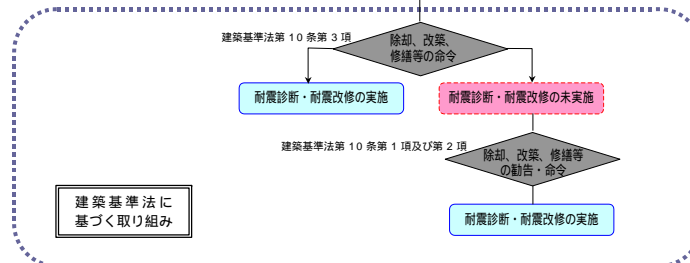 建築基準法第10条第3項
除却、改築、
修繕等の命令
耐震診断・耐震改修の実施
耐震診断・耐震改修の未実施
建築基準法第10条第1項及び第2項
除却、改築、修繕等
の勧告・命令
建築基準法に
基づく取り組み
耐震診断・耐震改修の実施